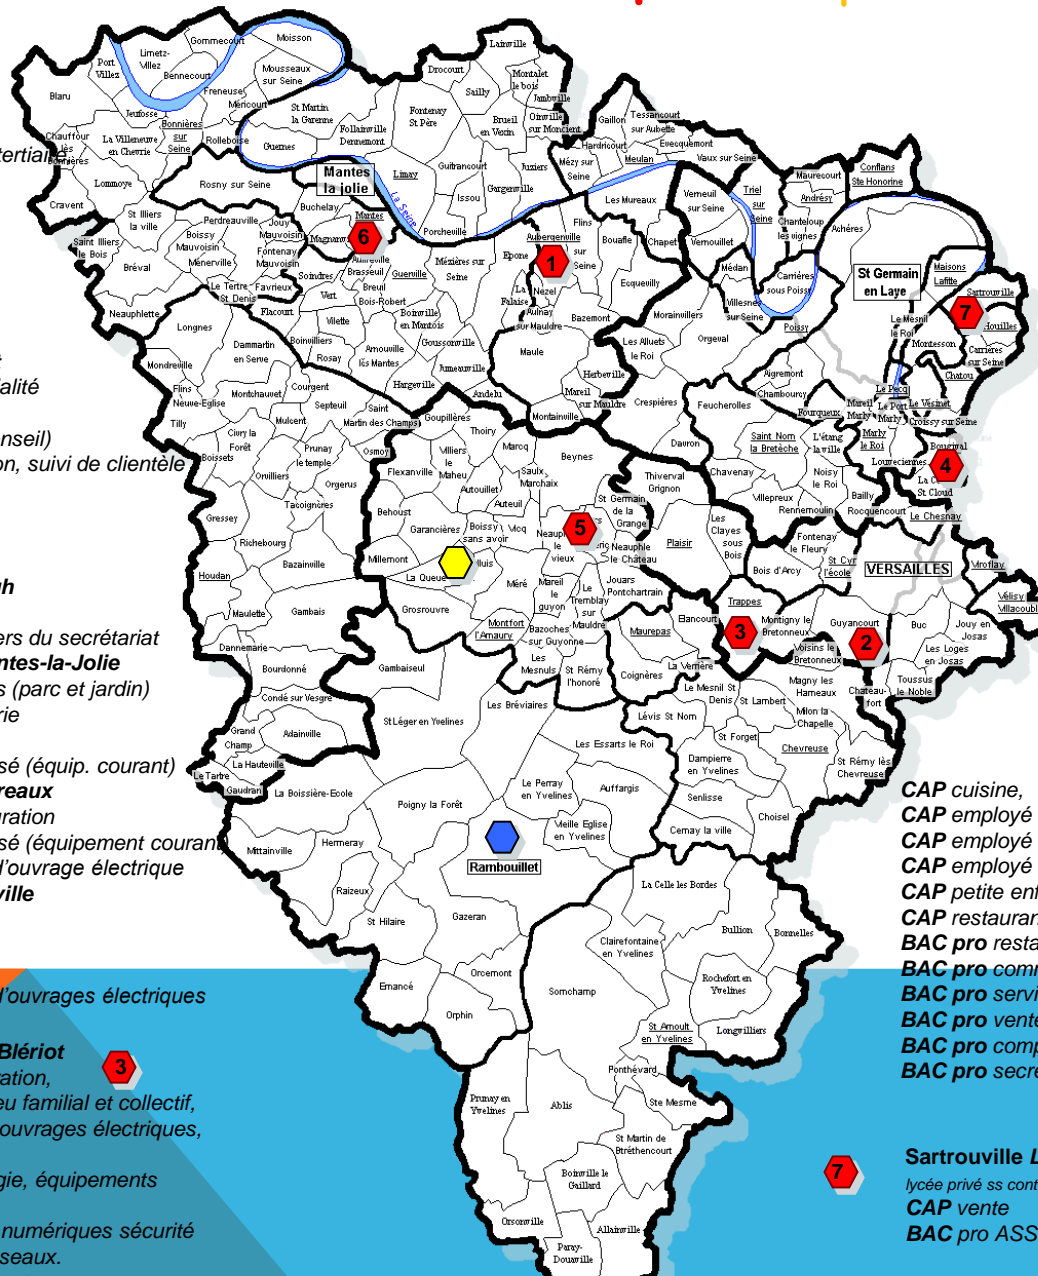 Gommecourt
Moisson
Limetz-
Villez
Port
Villez
Bennecourt
Mousseaux
sur Seine
Blaru
Freneuse
Méricourt
Jeufosse
Bonnières
sur
Seine
La Villeneuve
en Chevrie
Rolleboise
Chauffour
lès
Bonnières
Lommoye
Cravent
Lainville
Drocourt
Montalet
le bois
Sailly
Jambville
St Martin
la Garenne
Fontenay
St Père
Brueil
en Vexin
Oinville
sur Montcient
Follainville
Dennemont
Guernes
Guitrancourt
Juziers
Limay
Issou
Gargenville
Mantes
la jolie
La Seine
Porcheville
Rosny sur Seine
Buchelay
Mantes
6
Gaillon
Tessancourt
sur Aubette
Hardricourt
Evecquemont
Mézy sur
Seine
Meulan
Vaux sur Seine
Les Mureaux
Verneuil
sur Seine
Triel
sur
Seine
Maurecourt
Andrésy
Conflans
Ste Honorine
Chanteloup
les vignes
Achères
Vernouillet
Médan
Carrières
sous Poissy
Villennes
sur Seine
Poissy
St Germain
en Laye
Maisons
Lafitte
Sartrouville
7
Houilles
Le Mesnil
le Roi
Montesson
Carrières
sur Seine
Chatou
St Illiers
la ville
Perdreauville
Jouy
Mauvoisin
Saint Illiers
le Bois
Boissy
Mauvoisin
Fontenay
Mauvoisin
Bréval
Ménerville
Le Tertre
St Denis
Favrieux
Neauphlette
Soindres
Vert
Flacourt
Brasseuil
Breuil
Bois-Robert
Guerville
Mézières sur
Seine
Epone
Aubergenville
1
Flins
sur
Seine
Bouafle
Chapet
Ecquevilly
La
Falaise
Nezel
Aulnay
sur Mauldre
Bazemont
Morainvillers
Les Alluets
le Roi
Orgeval
Maule
Herbeville
Mareil
sur Mauldre
Montainville
Crespières
Longnes
Dammartin
en Serve
Boinvilliers
Rosay
Vilette
Arnouville
lès Mantes
Boinville
en Mantois
Goussonville
Jumeauville
Hargeville
Andelu
Mondreville
Flins
Neuve-Eglise
Tilly
Montchauvet
Courgent
Septeuil
Mulcent
Saint
Martin des Champs
Civry la
Forêt
Prunay
le temple
Osmoy
Boissets
Orvilliers
Orgerus
Tacoignères
Gressey
Richebourg
Bazainville
Houdan
Maulette
Gambais
Dannemarie
Bourdonné
Condé sur Vesgre
Grand
Champ
Adainville
La Hauteville
Le Tartre
Gaudran
Goupillères
Thoiry
Marcq
Beynes
Flexanville
Villiers
le
Maheu
Saulx
Marchaix
Autouillet
Auteuil
Behoust
Garancières
Boissy
sans avoir
Vicq
St Germain
de la
Grange
5
Neauphle
le Château
Millemont
La Queue
Méré
Mareil
le
guyon
Le
Tremblay
sur
Mauldre
Jouars
Pontchartrain
Grosrouvre
Montfort
l'Amaury
Bazoches
sur Guyonne
Les
Mesnuls
St Rémy
l'honoré
Thiverval
Grignon
Davron
Feucherolles
Aigremont
Chambourcy
Fourqueux
Mareil
Marly
Le Pecq
Le Port
Marly
Le Vésinet
Croissy sur Seine
Marly
le Roi
Bougival
Louveciennes
4
La C
St Cloud
Saint Nom
la Bretèche
L'étang
la ville
Noisy
le Roi
Chavenay
Villepreux
Rennemoulin
Bailly
Rocquencourt
Le Chesnay
Les
Clayes
sous
Bois
Plaisir
Fontenay
le Fleury
Bois d'Arcy
St Cyr
l'école
VERSAILLES
Viroflay
Vélisy
Villacoubl
Maurepas
Elancourt
Trappes
3
Montigny le
Bretonneux
Guyancourt
2
Voisins le
Bretonneux
Buc
Jouy en
Josas
Les Loges
en Josas
Toussus
le Noble
Chateau-
fort
Coignères
La Verrière
Magny les
Hameaux
Le Mesnil St
Denis
St Lambert
Milon la
Chapelle
Lévis St Nom
St Forget
Chevreuse
St Rémy lès
Chevreuse
Dampierre
en Yvelines
Senlisse
Choisel
Cernay la ville
Gambaiseul
St Léger en Yvelines
Les Bréviaires
Les Essarts le Roi
Le Perray
en Yvelines
Auffargis
Vieille Eglise
en Yvelines
La Boissière-Ecole
Poigny la Forêt
Mittainville
Hermeray
Raizeux
St Hilaire
Gazeran
Rambouillet
Emancé
Orcemont
Orphin
La Celle les Bordes
Bullion
Bonnelles
Clairefontaine
en Yvelines
Rochefort en
Yvelines
Longvilliers
Sonchamp
St Arnoult
en Yvelines
Ponthévard
Ste Mesme
Prunay en
Yvelines
Ablis
St Martin de
Btréthencourt
Boinville le
Gaillard
Orsonville
Allainville
Paray-
Douaville
tertiaire
alité
nseil)
on, suivi de clientèle
gh
ers du secrétariat
ntes-la-Jolie
s (parc et jardin)
rie
sé (équip. courant)
reaux
uration
sé (équipement courant)
d'ouvrage électrique
ville
d'ouvrages électriques
Blériot
3
ration,
eu familial et collectif,
ouvrages électriques,
gie, équipements
numériques sécurité
seaux.
CAP cuisine,
CAP employé
CAP employé
CAP employé
CAP petite enf
CAP restauran
BAC pro resta
BAC pro comm
BAC pro servi
BAC pro vente
BAC pro comp
BAC pro secré
7
Sartrouville L
lycée privé ss cont
CAP vente
BAC pro ASS